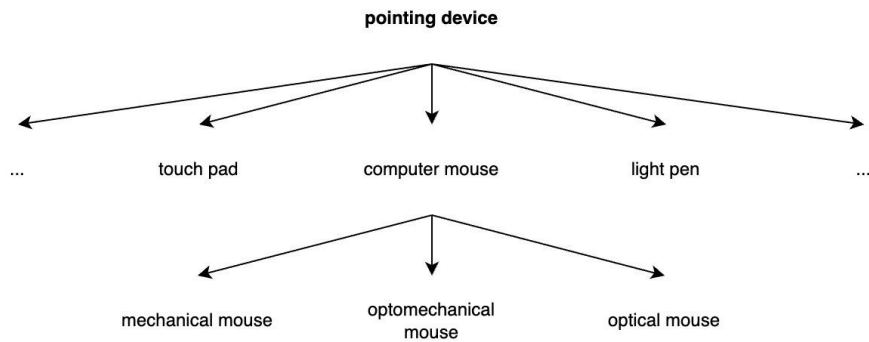 pointing device
... touch pad computer mouse light pen ...
mechanical mouse optomechanical mouse optical mouse